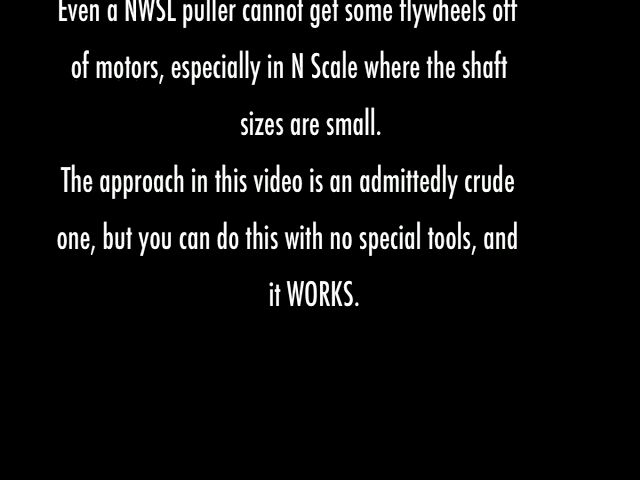 Even a NWSL puller cannot get some flywheels off
of motors, especially in N Scale where the shaft
sizes are small.
The approach in this video is an admittedly crude
one, but you can do this with no special tools, and
it WORKS.